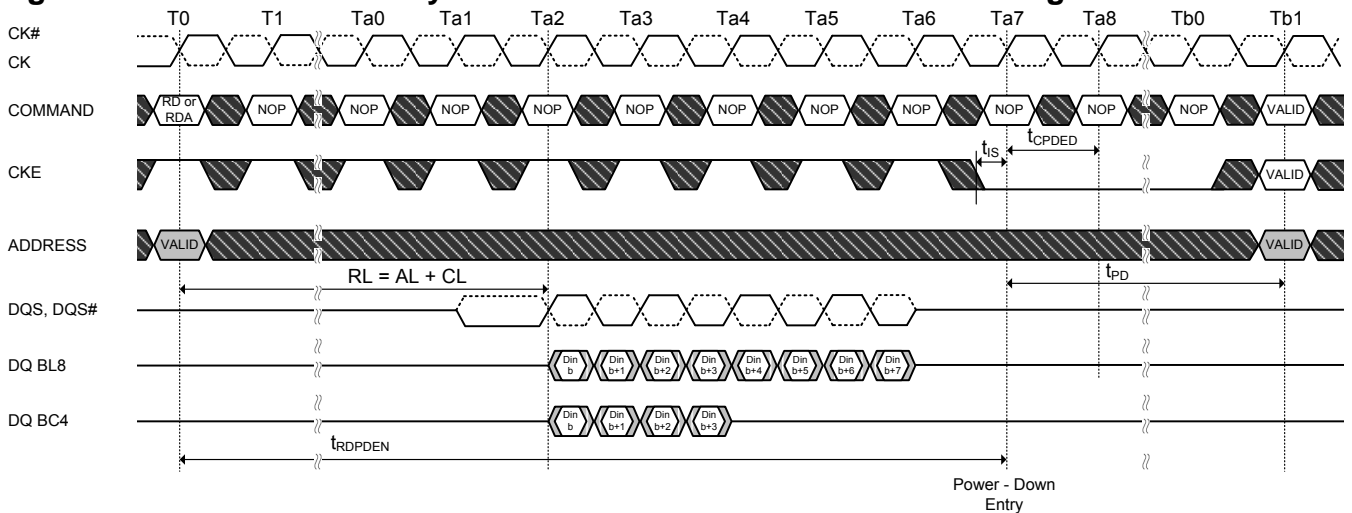 T0 T1 Ta0 Ta1 Ta2 Ta3 Ta4 Ta5 Ta6 Ta7 Ta8 Tb0 Tb1
CK#
CK
COMMAND
RD or
RDA
NOP NOP NOP NOP NOP NOP NOP NOP NOP NOP NOP VALID
tIS
tCPDED
CKE
VALID
ADDRESS
VALID
VALID
RL = AL + CL
tPD
DQS, DQS#
DQ BL8
Din
b
Din
b+1
Din
b+2
Din
b+3
Din
b+4
Din
b+5
Din
b+6
Din
b+7
DQ BC4
Din
b
Din
b+1
Din
b+2
Din
b+3
tRDPDEN
Power - Down
Entry